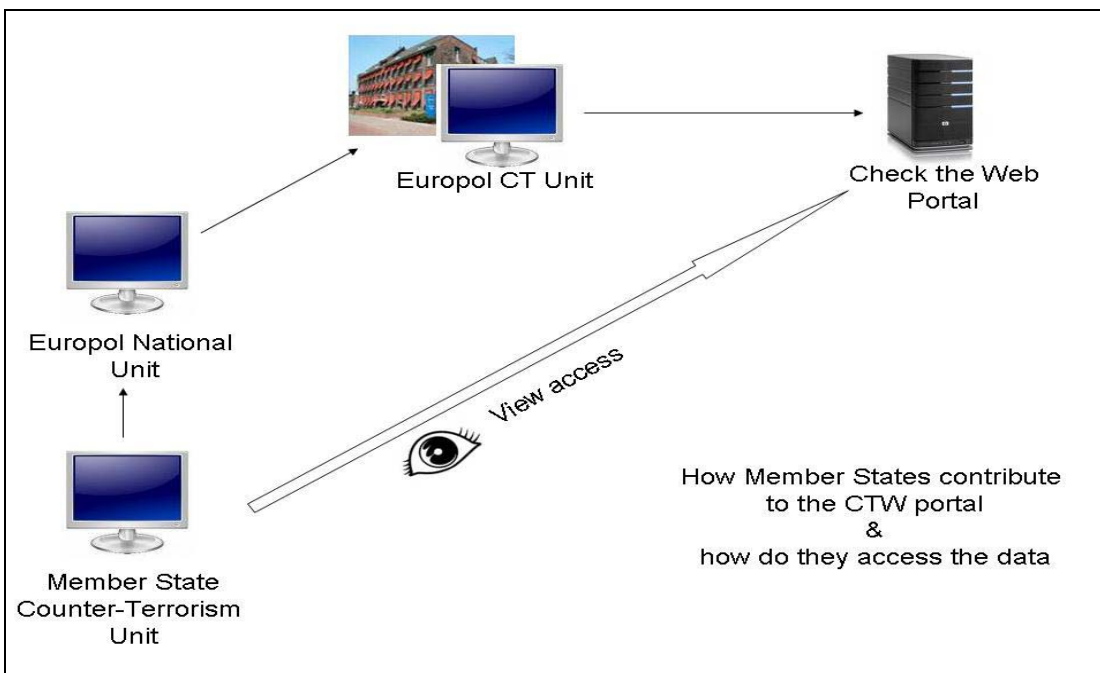 Europol CT Unit
Check the Web
Portal
Europol National
Unit
View access
Member State
Counter-Terrorism
Unit
How Member States contribute
to the CTW portal
&
how do they access the data